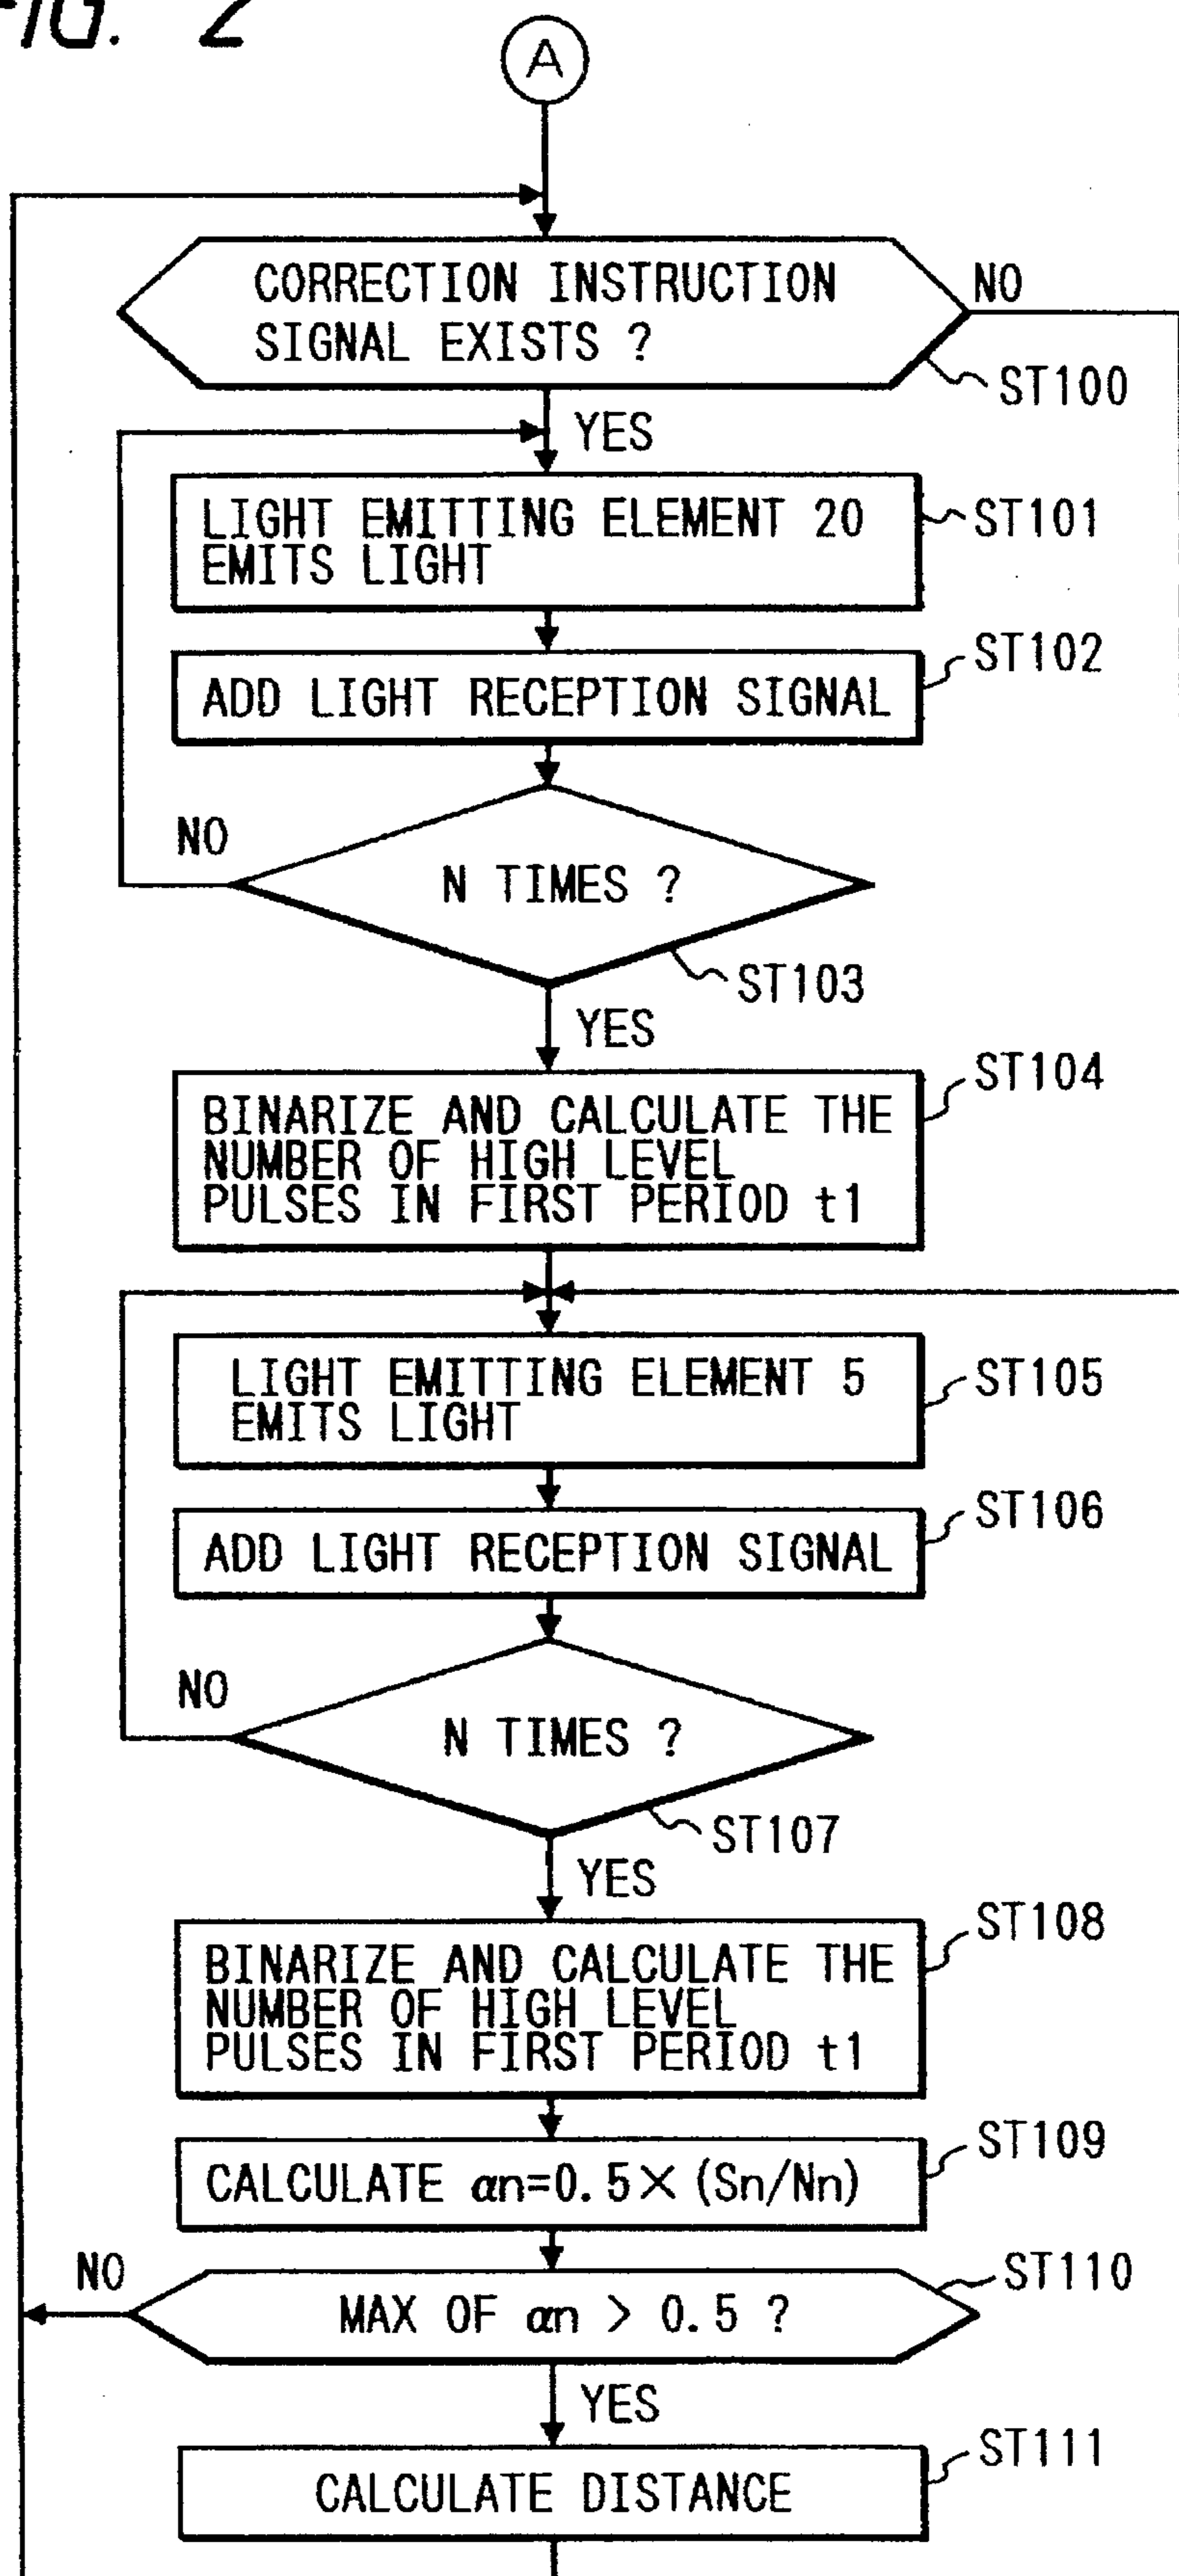 FIG. 2
A
CORRECTION INSTRUCTION
SIGNAL EXISTS ?
NO
ST100
YES
LIGHT EMITTING ELEMENT 20
EMITS LIGHT
ST101
ADD LIGHT RECEPTION SIGNAL
ST102
NO
N TIMES ?
ST103
YES
BINARIZE AND CALCULATE THE
NUMBER OF HIGH LEVEL
PULSES IN FIRST PERIOD t1
ST104
LIGHT EMITTING ELEMENT 5
EMITS LIGHT
ST105
ADD LIGHT RECEPTION SIGNAL
ST106
NO
N TIMES ?
ST107
YES
BINARIZE AND CALCULATE THE
NUMBER OF HIGH LEVEL
PULSES IN FIRST PERIOD t1
ST108
CALCULATE αn=0.5×(Sn/Nn)
ST109
NO
MAX OF αn > 0.5 ?
ST110
YES
CALCULATE DISTANCE
ST111